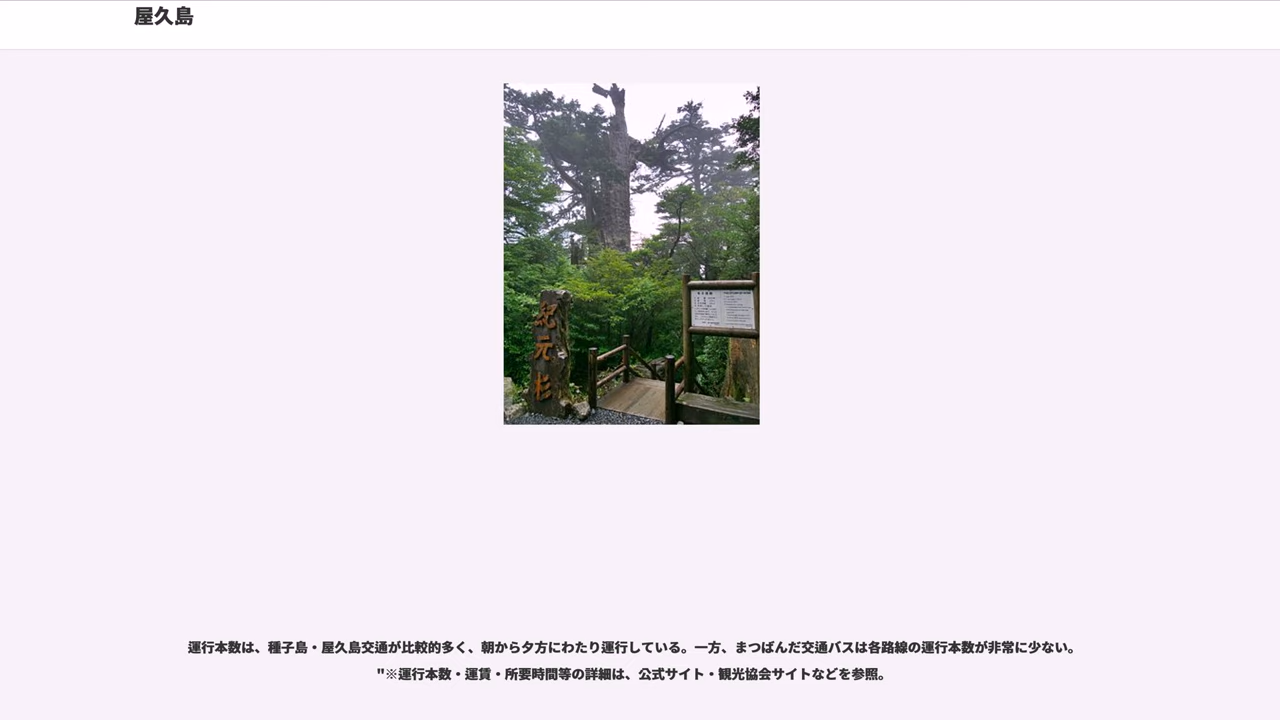 屋久島
紀元杉
運行本数は、種子島・屋久島交通が比較的多く、朝から夕方にわたり運行している。一方、まつばんだ交通バスは各路線の運行本数が非常に少ない。
"※運行本数・運賃・所要時間等の詳細は、公式サイト・観光協会サイトなどを参照。